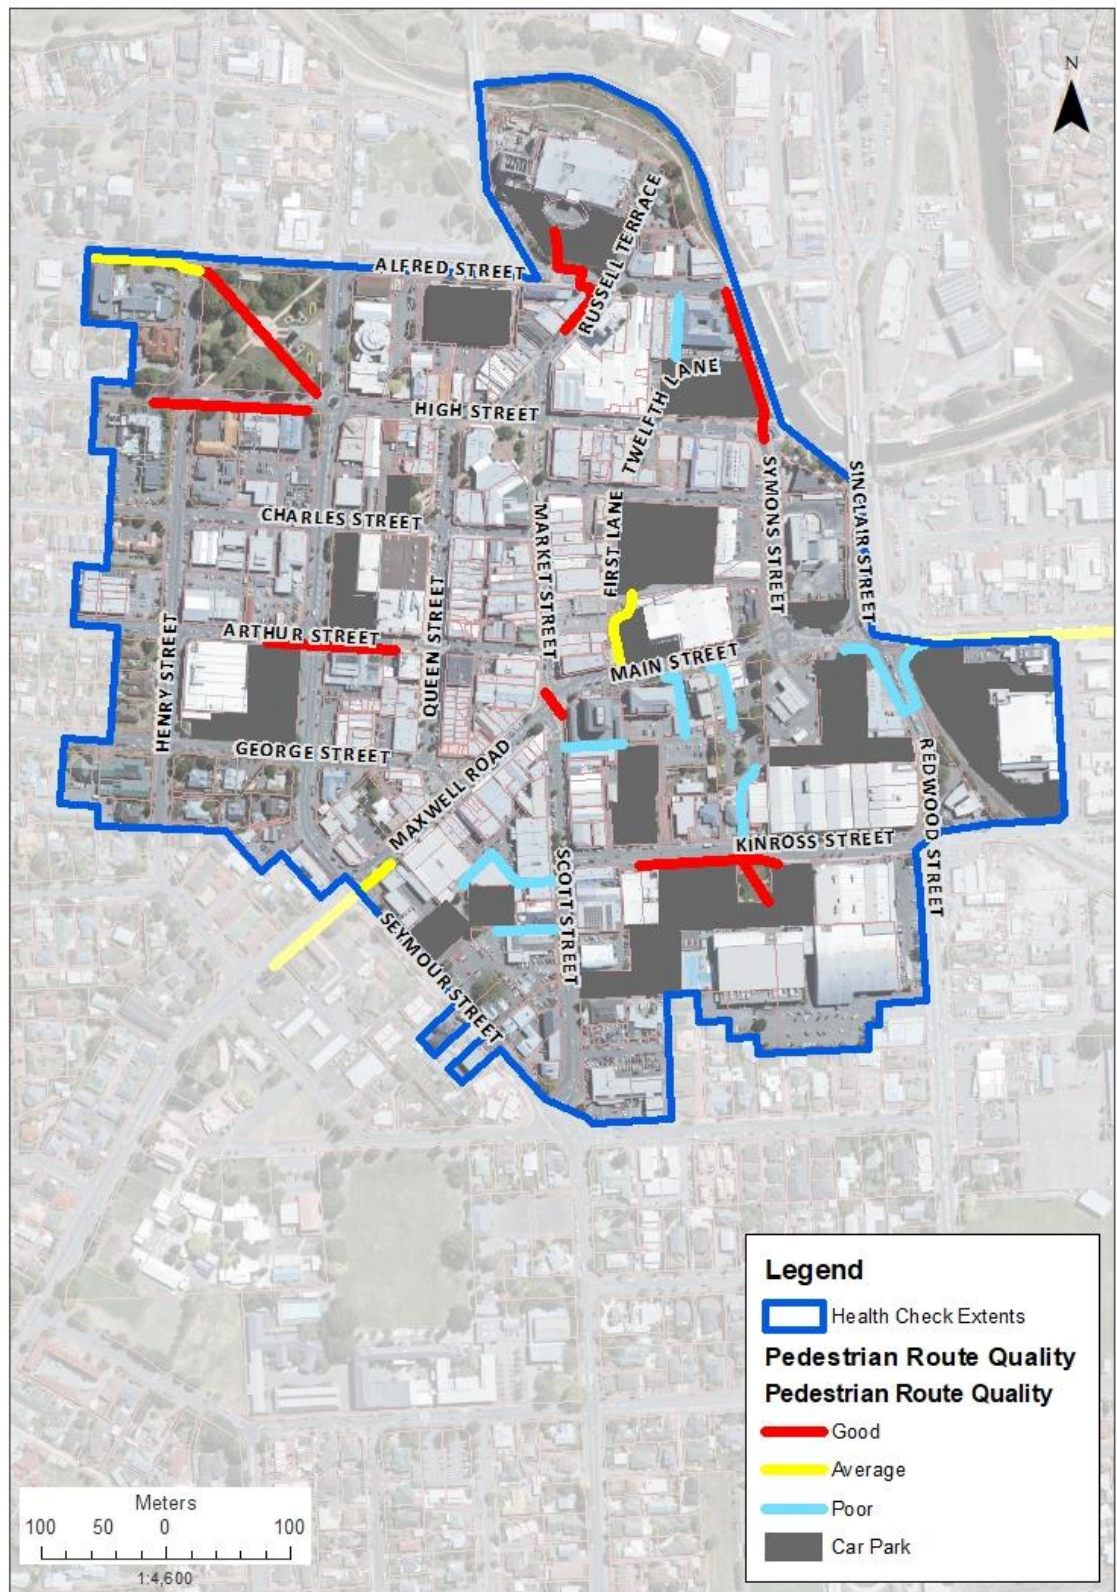 N
RUSSELL TERRACE
ALFRED STREET
TWELFTH LANE
HIGH STREET
SYMONS STREET
SINCLAIR STREET
FIRST LANE
MARKET STREET
CHARLES STREET
QUEEN STREET
HENRY STREET
ARTHUR STREET
MAIN STREET
GEORGE STREET
MAXWELL ROAD
REDWOOD STREET
KINROSS STREET
SCOTT STREET
SEYMOUR STREET
Legend
Health Check Extents
Pedestrian Route Quality
Pedestrian Route Quality
Good
Average
Poor
Car Park
Meters
100 50 0 100
1:4,600